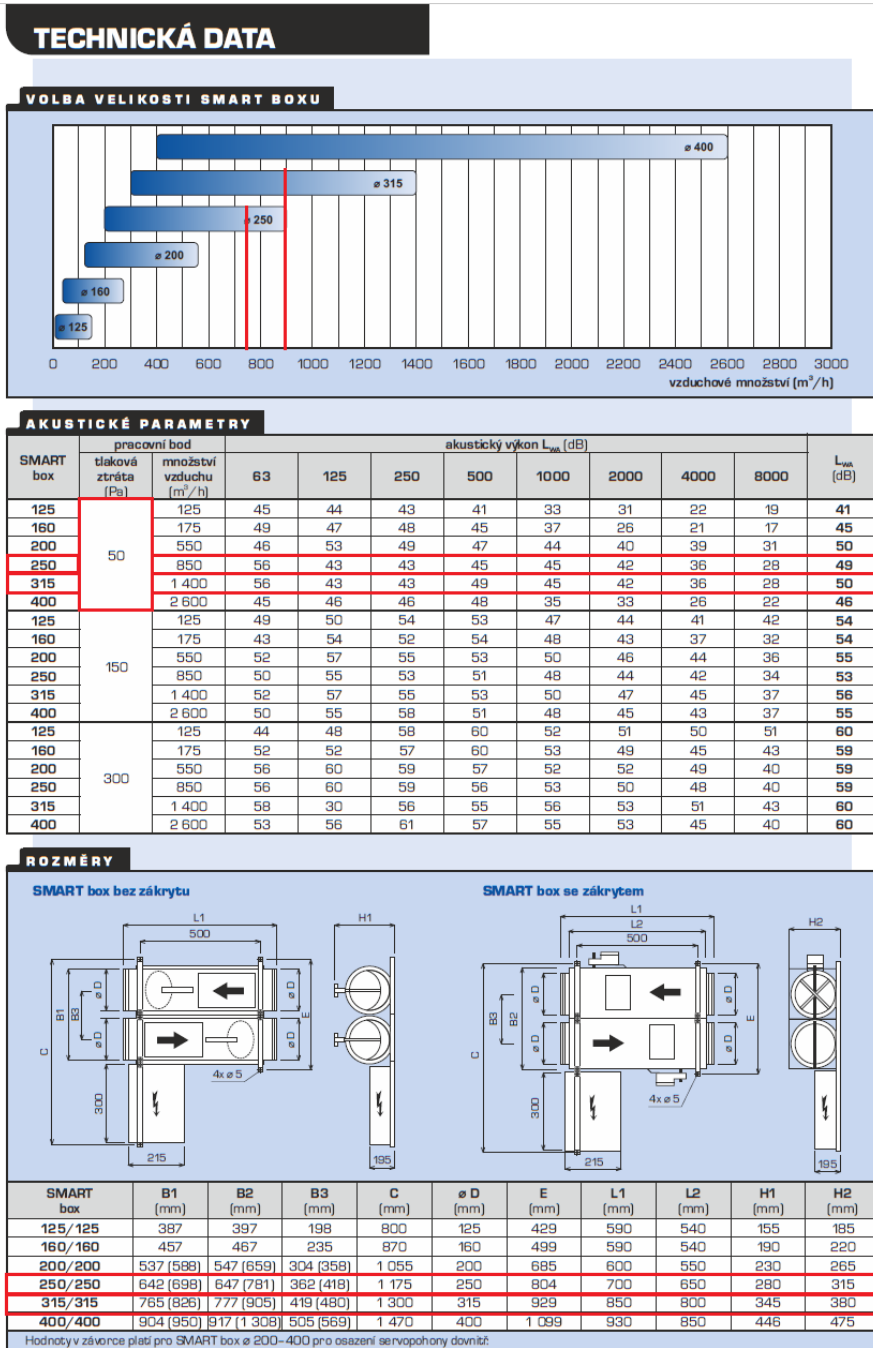 TECHNICKÁ DATA
VOLBA VELIKOSTI SMART BOXU
ø 400
ø 315
ø 250
ø 200
ø 160
ø 125
0 200 400 600 800 1000 1200 1400 1600 1800 2000 2200 2400 2600 2800 3000
vzduchové množství (m³/h)
AKUSTICKÉ PARAMETRY
SMART box pracovní bod akustický výkon LWA (dB) LWA (dB)
tlaková ztráta (Pa) množství vzduchu (m³/h) 63 125 250 500 1000 2000 4000 8000
125 50 125 45 44 43 41 33 31 22 19 41
160 175 49 47 48 45 37 26 21 17 45
200 550 46 53 49 47 44 40 39 31 50
250 850 56 43 43 45 45 42 36 28 49
315 1 400 56 43 43 49 45 42 36 28 50
400 2 600 45 46 46 48 35 33 26 22 46
125 150 125 49 50 54 53 47 44 41 42 54
160 175 43 54 52 54 48 43 37 32 54
200 550 52 57 55 53 50 46 44 36 55
250 850 50 55 53 51 48 44 42 34 53
315 1 400 52 57 55 53 50 47 45 37 56
400 2 600 50 55 58 51 48 45 43 37 55
125 300 125 44 48 58 60 52 51 50 51 60
160 175 52 52 57 60 53 49 45 43 59
200 550 56 60 59 57 52 52 49 40 59
250 850 56 60 59 56 53 50 48 40 59
315 1 400 58 30 56 55 56 53 51 43 60
400 2 600 53 56 61 57 55 53 45 40 60
ROZMĚRY
SMART box bez zákrytu
L1
500
H1
C
B1
B3
ø D
ø D
ø D
ø D
E
4x ø 5
300
215
195
SMART box se zákrytem
L1
L2
500
H2
C
B3
B2
ø D
ø D
ø D
ø D
E
4x ø 5
300
215
195
SMART box B1 (mm) B2 (mm) B3 (mm) C (mm) ø D (mm) E (mm) L1 (mm) L2 (mm) H1 (mm) H2 (mm)
125/125 387 397 198 800 125 429 590 540 155 185
160/160 457 467 235 870 160 499 590 540 190 220
200/200 537 (588) 547 (659) 304 (358) 1 055 200 685 600 550 230 265
250/250 642 (698) 647 (781) 362 (418) 1 175 250 804 700 650 280 315
315/315 765 (826) 777 (905) 419 (480) 1 300 315 929 850 800 345 380
400/400 904 (950) 917 (1 308) 505 (569) 1 470 400 1 099 930 850 446 475
Hodnoty v závorce platí pro SMART box ø 200–400 pro osazení servopohony dovnitř.